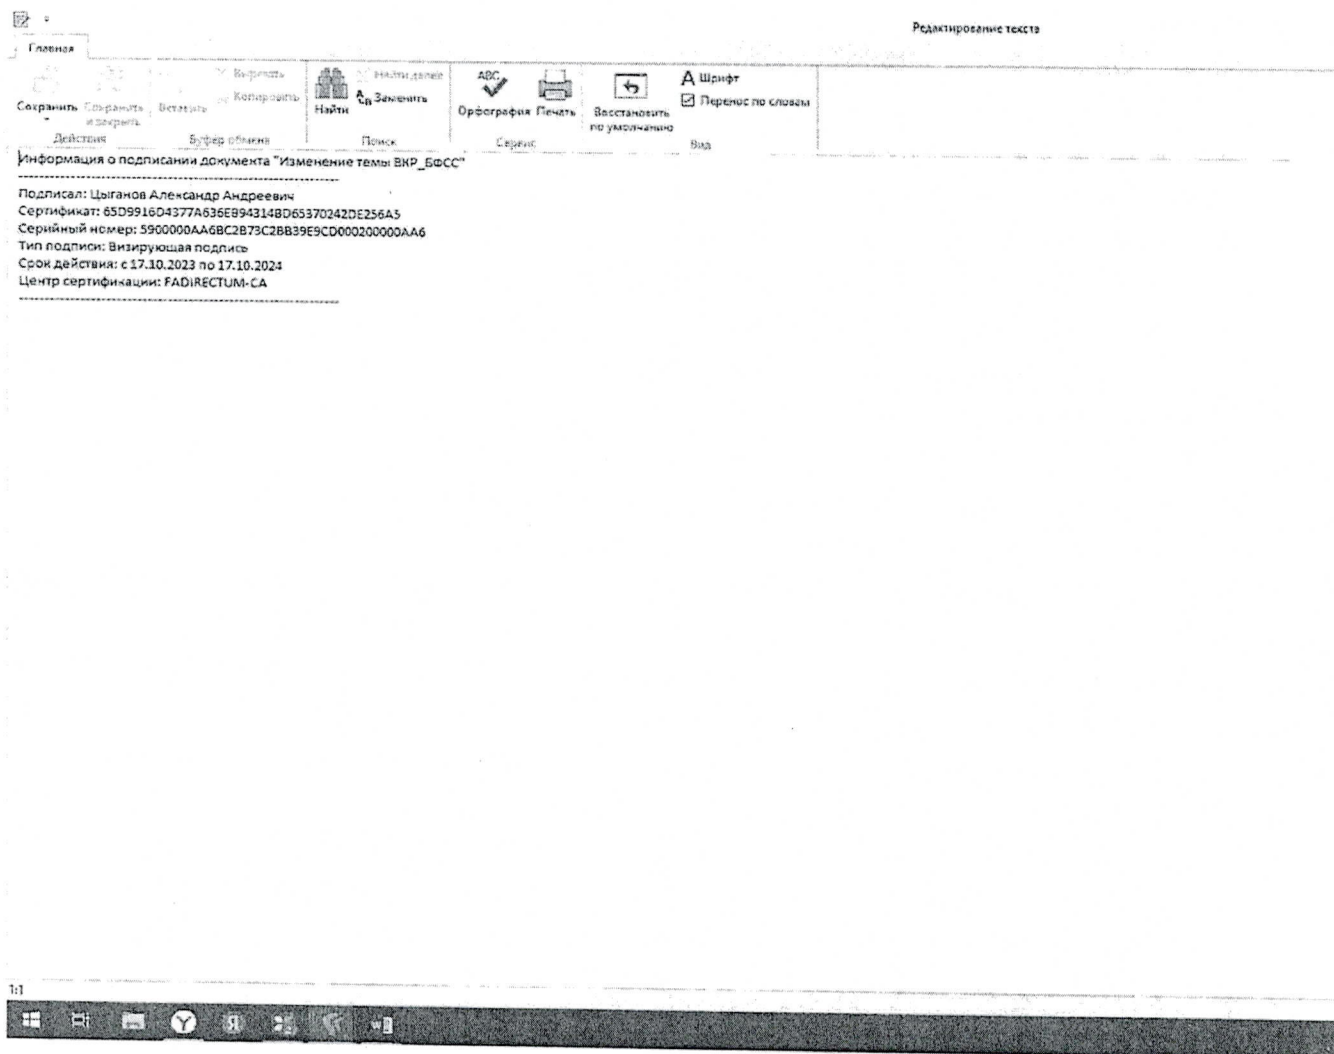 Редактирование текста
Главная
Вырезать
Найти далее
ABC
A Шрифт
Сохранить
Сохранить и закрыть
Вставить
Копировать
Найти
Заменить
Орфография
Печать
Восстановить по умолчанию
Перенос по словам
Действия
Буфер обмена
Поиск
Сервис
Вид
Информация о подписании документа "Изменение темы ВКР_БФСС"
----------------------------------------------------------------
Подписал: Цыганов Александр Андреевич
Сертификат: 65D9916D4377A636EB94314BD65370242DE256A5
Серийный номер: 5900000AA6BC2B73C2BB39E9CD000200000AA6
Тип подписи: Визирующая подпись
Срок действия: с 17.10.2023 по 17.10.2024
Центр сертификации: FADIRECTUM-CA
----------------------------------------------------------------
1:1